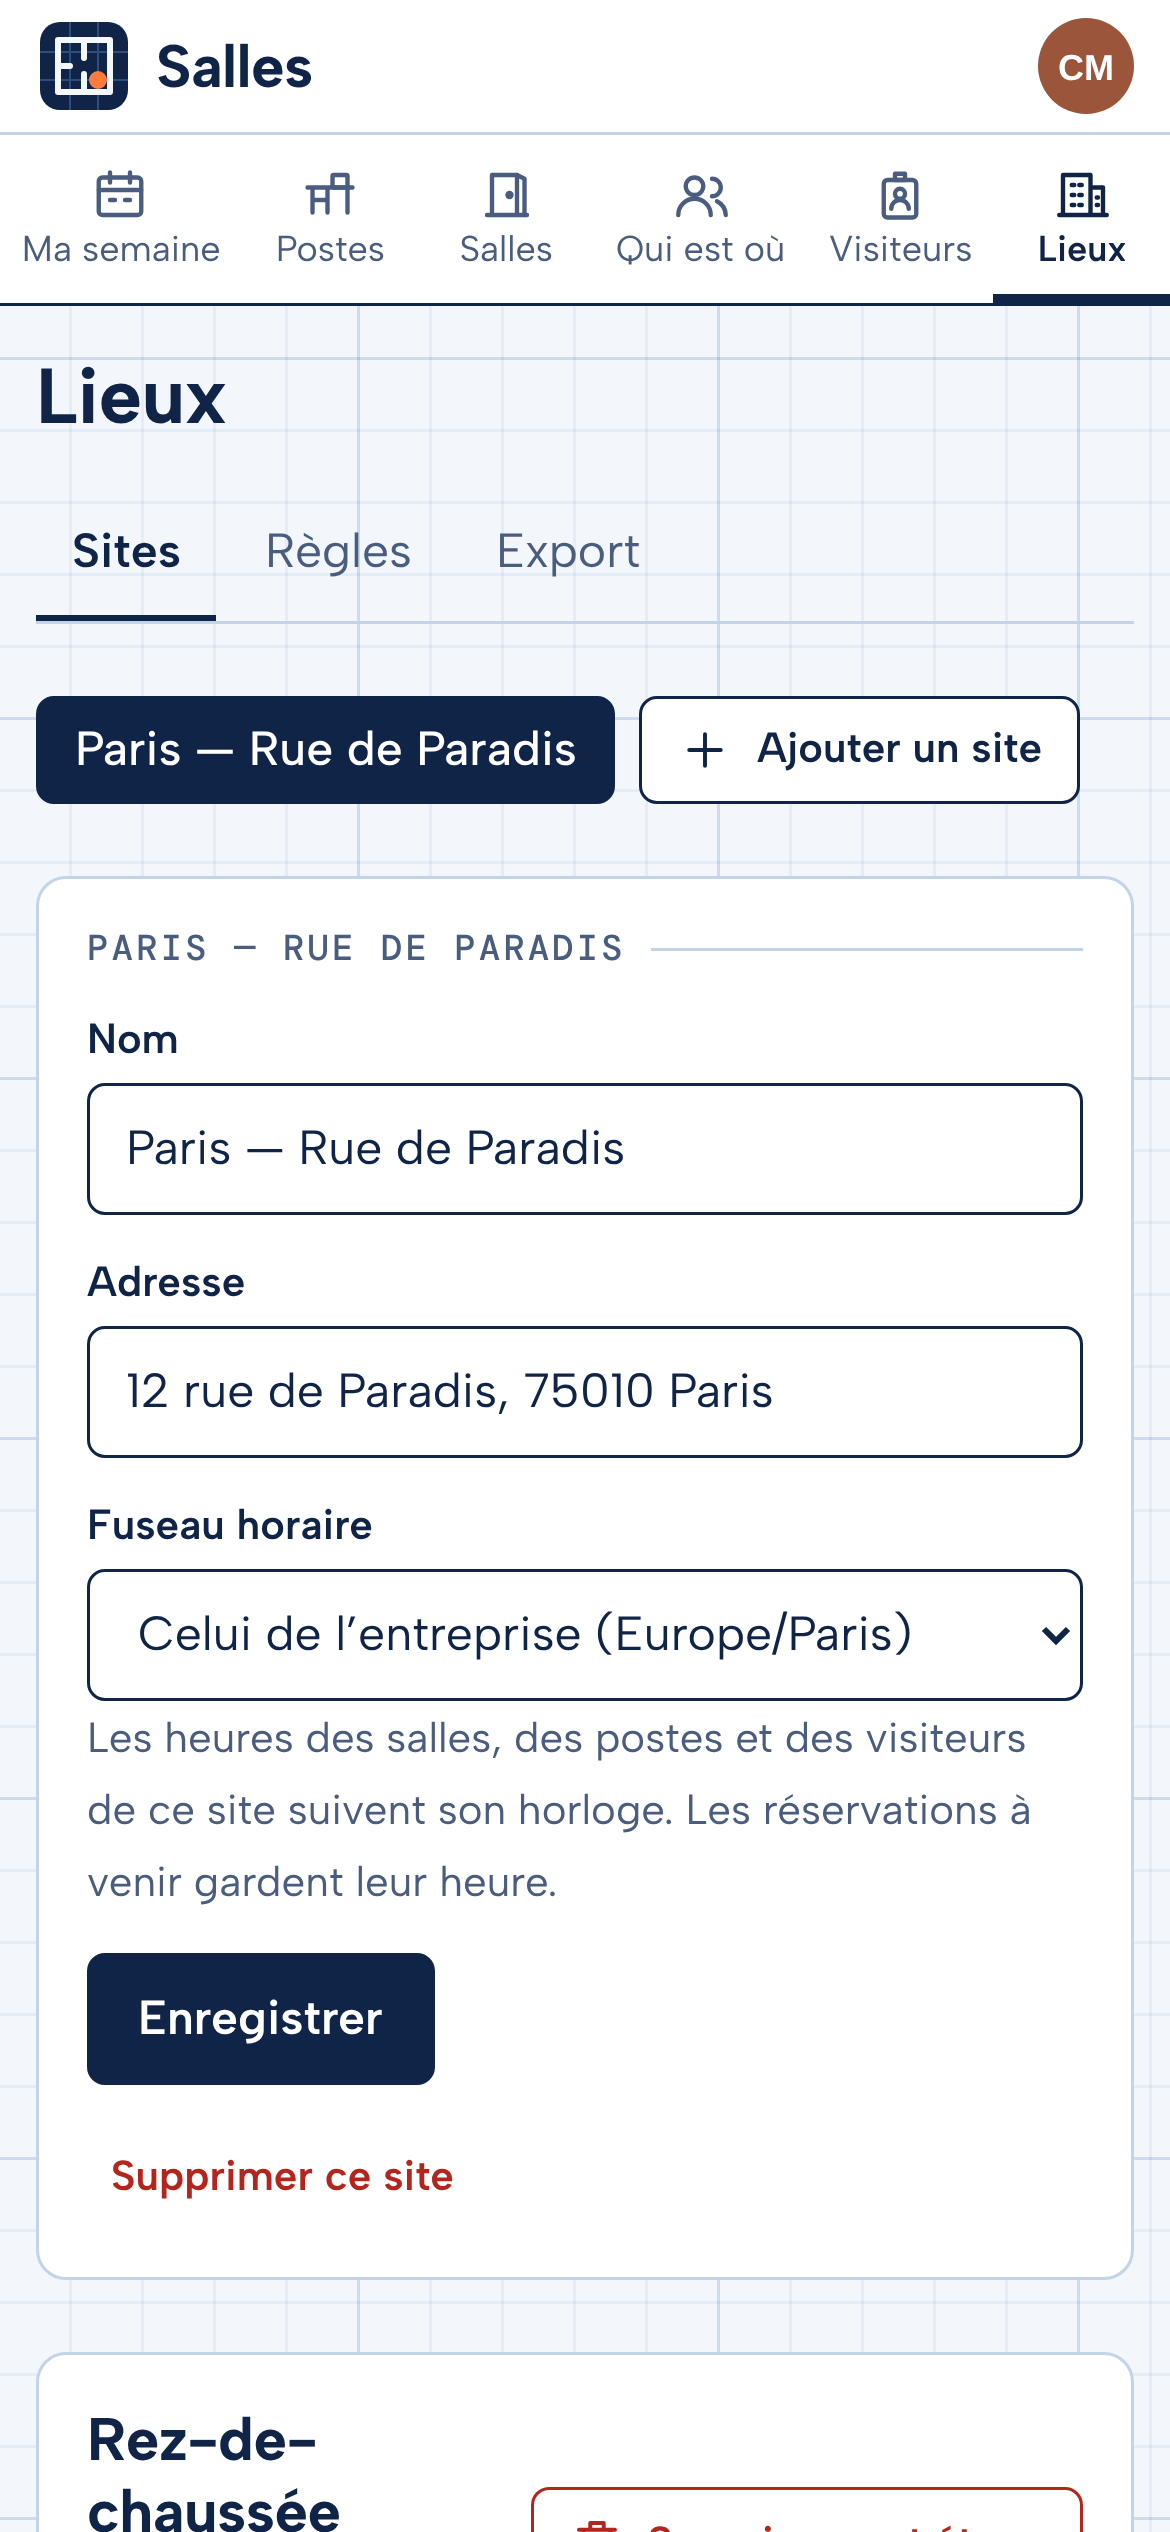 Salles
CM
Ma semaine
Postes
Salles
Qui est où
Visiteurs
Lieux
Lieux
Sites
Règles
Export
Paris — Rue de Paradis
Ajouter un site
PARIS — RUE DE PARADIS
Nom
Paris — Rue de Paradis
Adresse
12 rue de Paradis, 75010 Paris
Fuseau horaire
Celui de l’entreprise (Europe/Paris)
Les heures des salles, des postes et des visiteurs
de ce site suivent son horloge. Les réservations à
venir gardent leur heure.
Enregistrer
Supprimer ce site
Rez-de-
chaussée